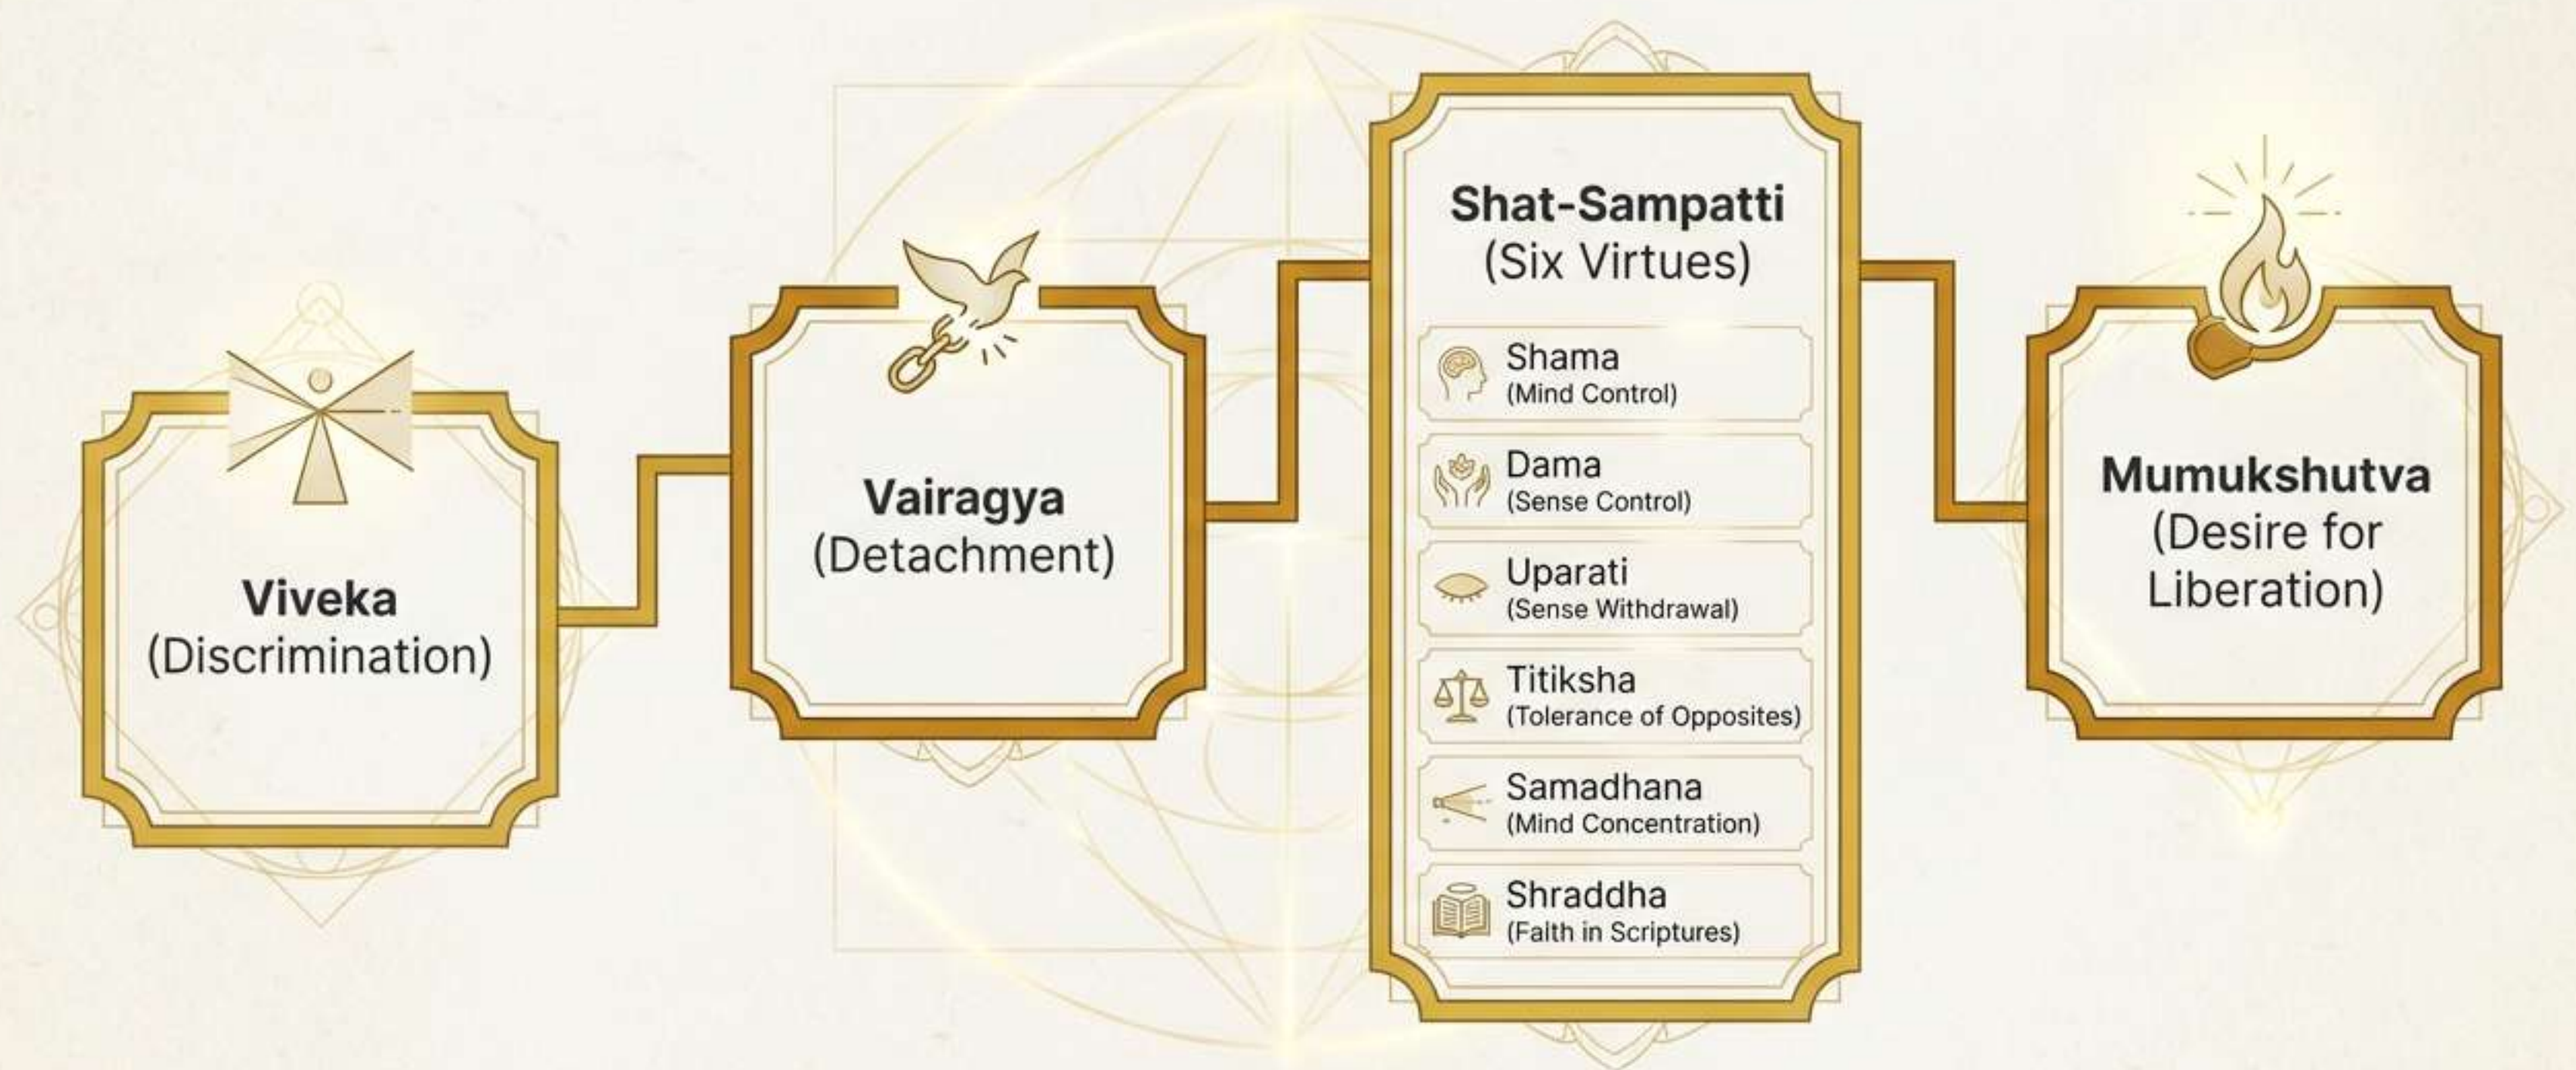 Viveka
(Discrimination)
Vairagya
(Detachment)
Shat-Sampatti
(Six Virtues)
Shama
(Mind Control)
Dama
(Sense Control)
Uparati
(Sense Withdrawal)
Titiksha
(Tolerance of Opposites)
Samadhana
(Mind Concentration)
Shraddha
(Faith in Scriptures)
Mumukshutva
(Desire for
Liberation)